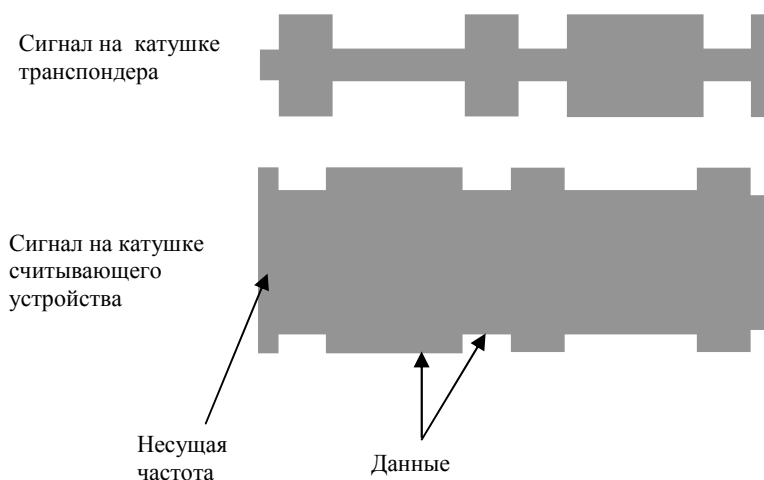 Сигнал на катушке
транспондера
Сигнал на катушке
считывающего
устройства
Несущая
частота
Данные